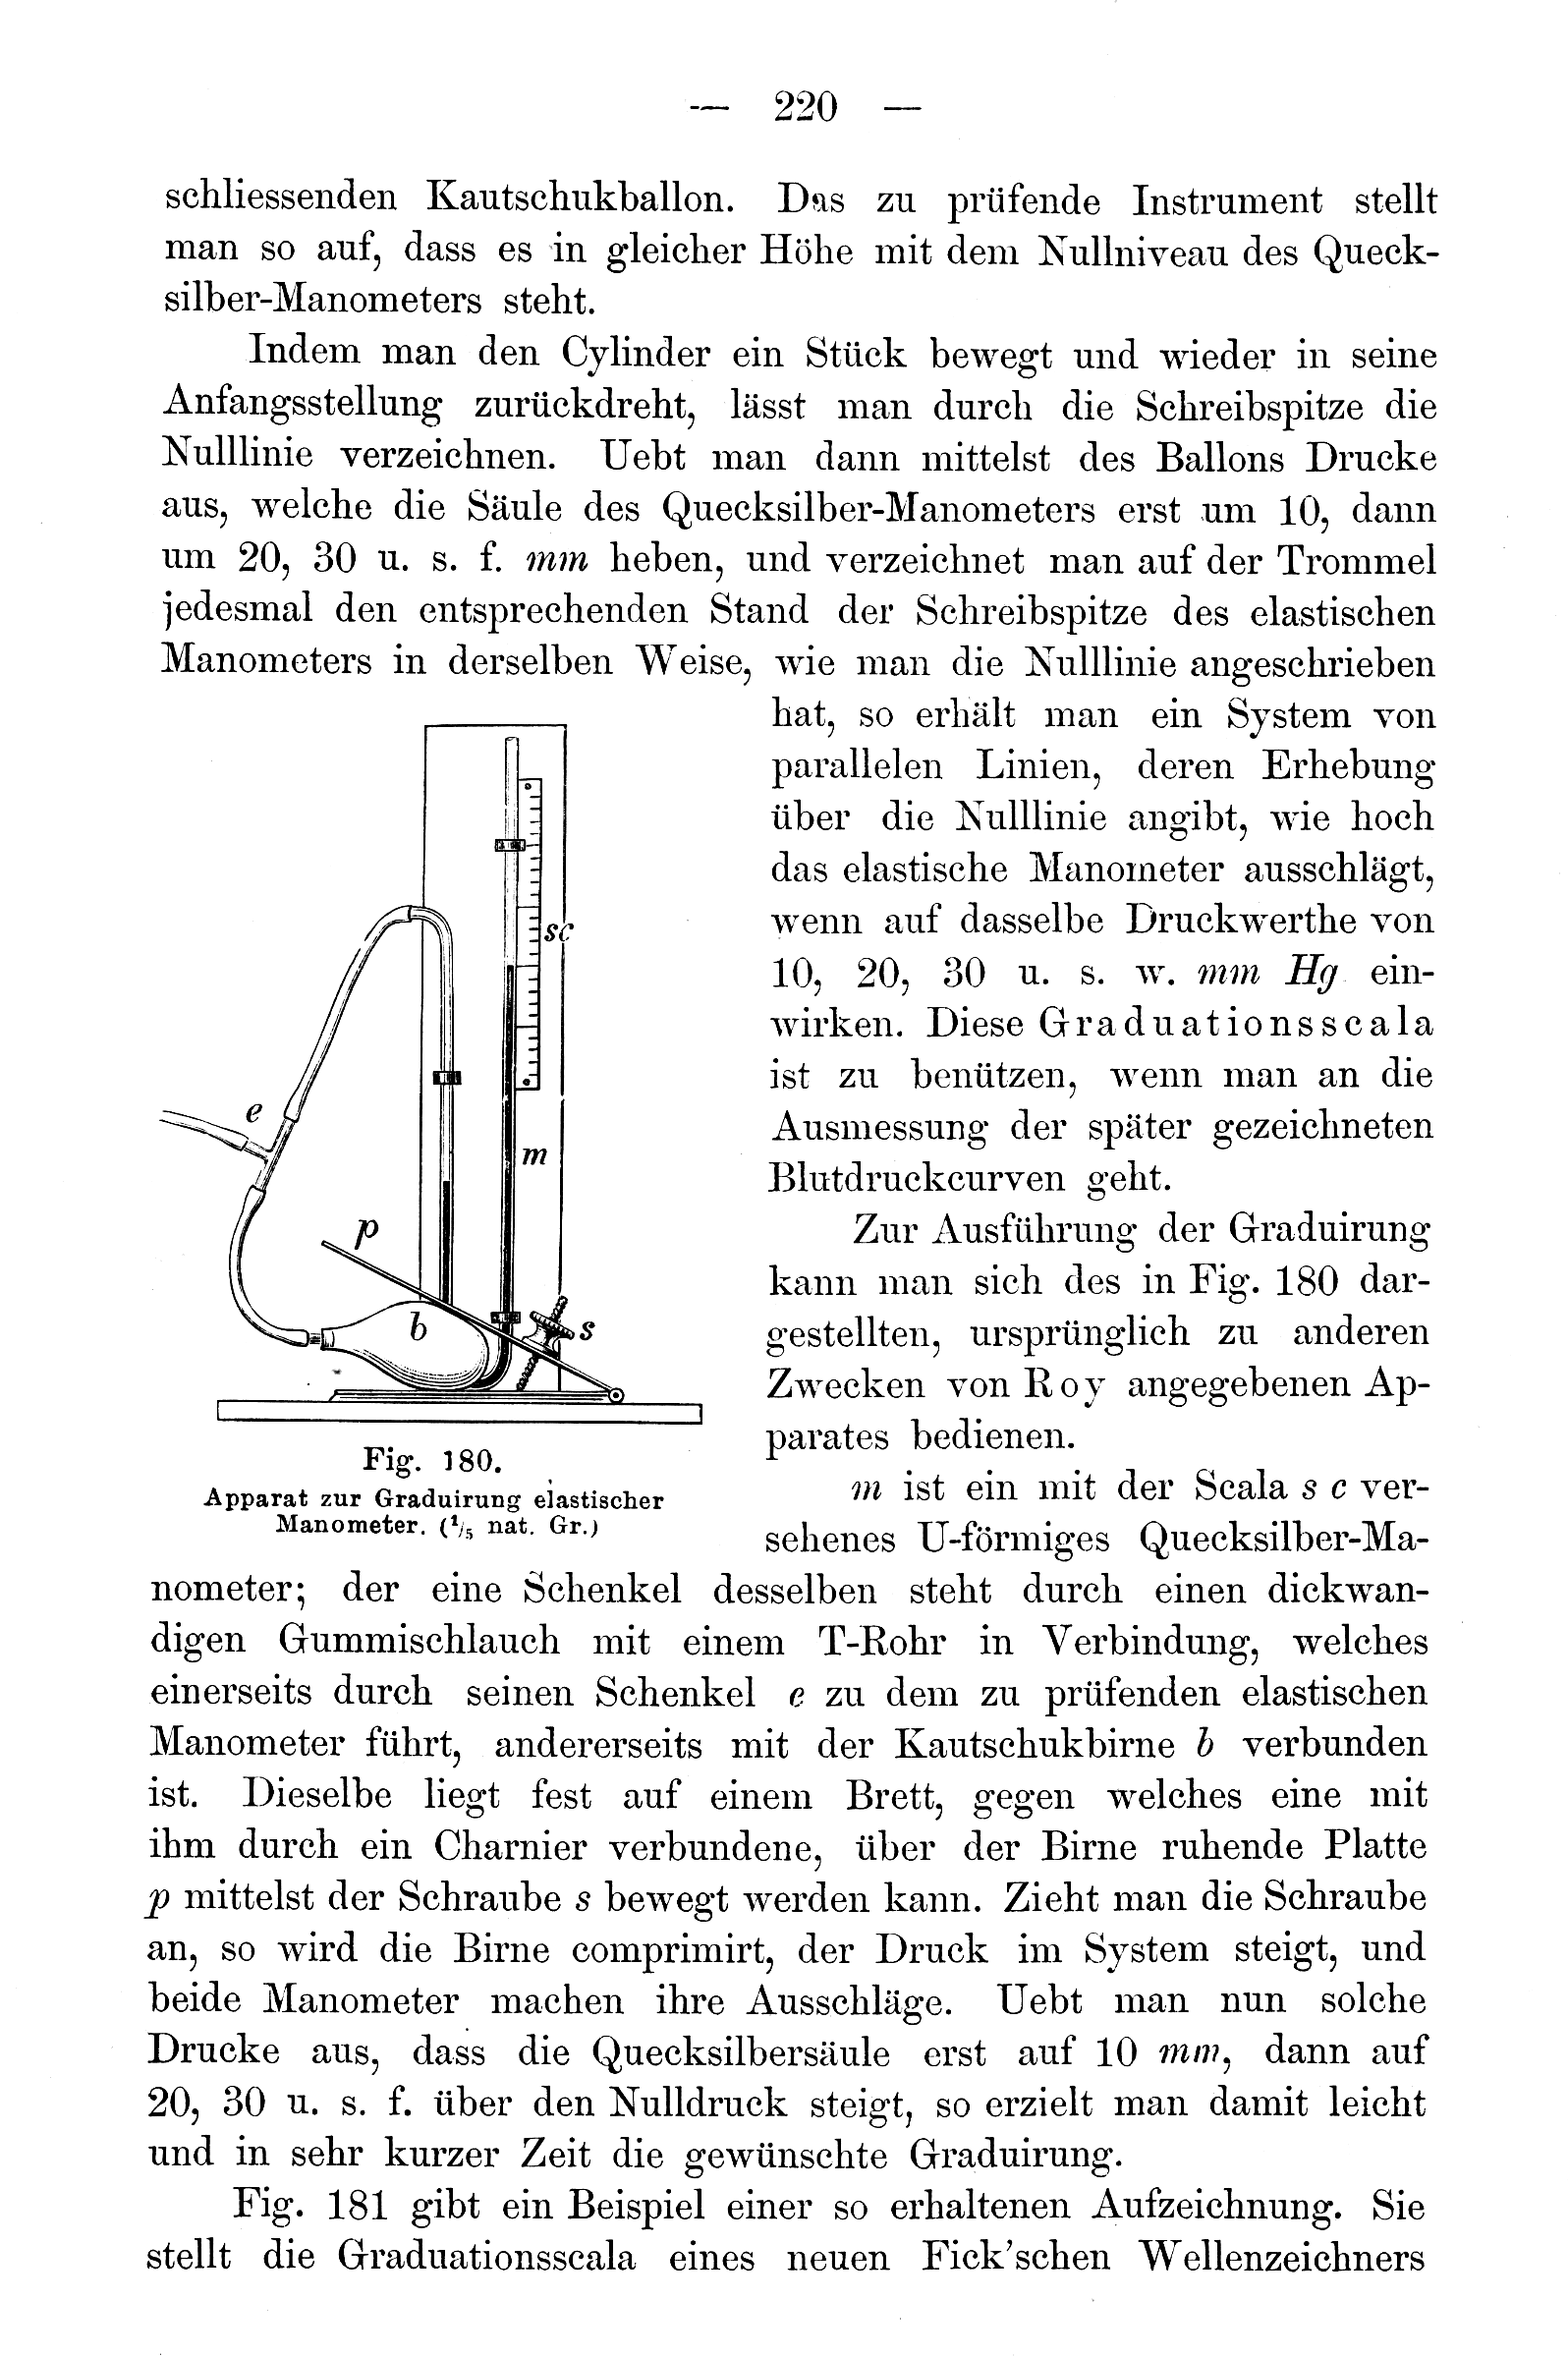 — 220 —
schliessenden Kautschukballon. Das zu prüfende Instrument stellt
man so auf, dass es in gleicher Höhe mit dem Nullniveau des Queck-
silber-Manometers steht.
Indem man den Cylinder ein Stück bewegt und wieder in seine
Anfangsstellung zurückdreht, lässt man durch die Schreibspitze die
Nulllinie verzeichnen. Uebt man dann mittelst des Ballons Drucke
aus, welche die Säule des Quecksilber-Manometers erst um 10, dann
um 20, 30 u. s. f. mm heben, und verzeichnet man auf der Trommel
jedesmal den entsprechenden Stand der Schreibspitze des elastischen
Manometers in derselben Weise, wie man die Nulllinie angeschrieben
hat, so erhält man ein System von
parallelen Linien, deren Erhebung
über die Nulllinie angibt, wie hoch
das elastische Manometer ausschlägt,
wenn auf dasselbe Druckwerthe von
10, 20, 30 u. s. w. mm Hg ein-
wirken. Diese Graduationsscala
ist zu benützen, wenn man an die
Ausmessung der später gezeichneten
Blutdruckcurven geht.
Zur Ausführung der Graduirung
kann man sich des in Fig. 180 dar-
gestellten, ursprünglich zu anderen
Zwecken von Roy angegebenen Ap-
parates bedienen.
sc
e
m
p
b
s
Fig. 180.
Apparat zur Graduirung elastischer
Manometer. (1/5 nat. Gr.)
m ist ein mit der Scala s c ver-
sehenes U-förmiges Quecksilber-Ma-
nometer; der eine Schenkel desselben steht durch einen dickwan-
digen Gummischlauch mit einem T-Rohr in Verbindung, welches
einerseits durch seinen Schenkel e zu dem zu prüfenden elastischen
Manometer führt, andererseits mit der Kautschukbirne b verbunden
ist. Dieselbe liegt fest auf einem Brett, gegen welches eine mit
ihm durch ein Charnier verbundene, über der Birne ruhende Platte
p mittelst der Schraube s bewegt werden kann. Zieht man die Schraube
an, so wird die Birne comprimirt, der Druck im System steigt, und
beide Manometer machen ihre Ausschläge. Uebt man nun solche
Drucke aus, dass die Quecksilbersäule erst auf 10 mm, dann auf
20, 30 u. s. f. über den Nulldruck steigt, so erzielt man damit leicht
und in sehr kurzer Zeit die gewünschte Graduirung.
Fig. 181 gibt ein Beispiel einer so erhaltenen Aufzeichnung. Sie
stellt die Graduationsscala eines neuen Fick'schen Wellenzeichners